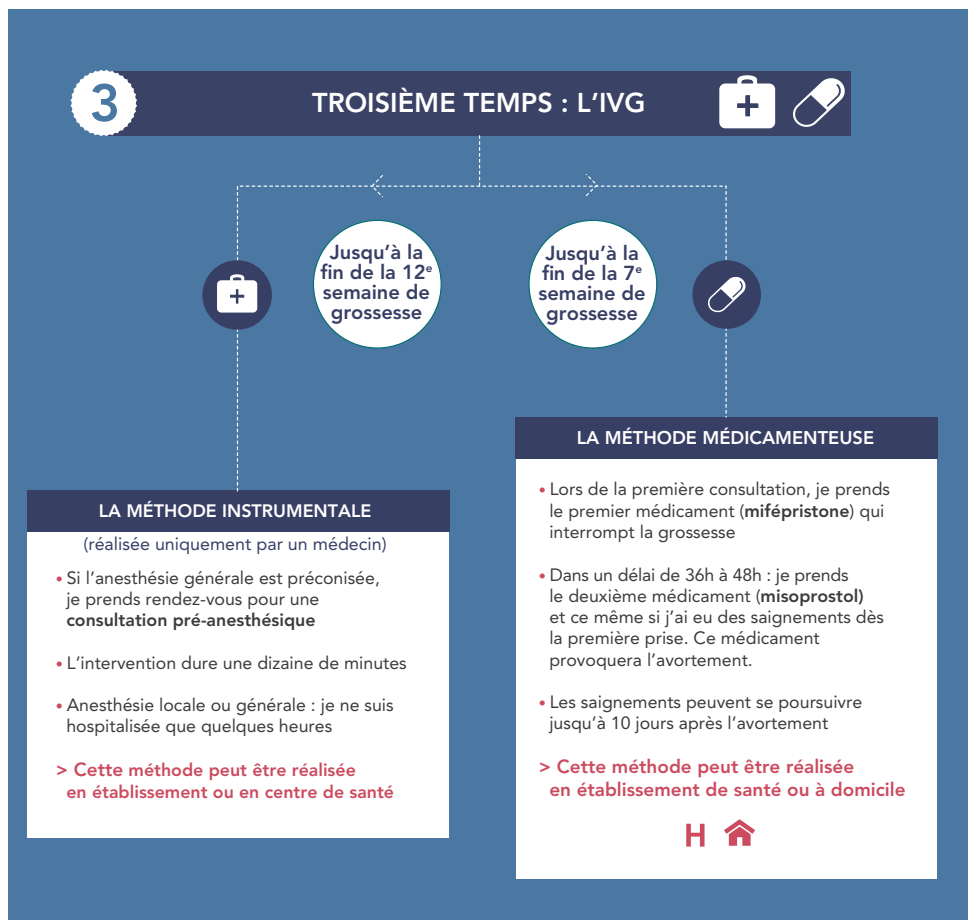 3
TROISIÈME TEMPS : L'IVG
Jusqu'à la
fin de la 12e
semaine de
grossesse
Jusqu'à la
fin de la 7e
semaine de
grossesse
LA MÉTHODE INSTRUMENTALE
(réalisée uniquement par un médecin)
• Si l'anesthésie générale est préconisée,
je prends rendez-vous pour une
consultation pré-anesthésique
• L'intervention dure une dizaine de minutes
• Anesthésie locale ou générale : je ne suis
hospitalisée que quelques heures
> Cette méthode peut être réalisée
en établissement ou en centre de santé
LA MÉTHODE MÉDICAMENTEUSE
• Lors de la première consultation, je prends
le premier médicament (mifépristone) qui
interrompt la grossesse
• Dans un délai de 36h à 48h : je prends
le deuxième médicament (misoprostol)
et ce même si j'ai eu des saignements dès
la première prise. Ce médicament
provoquera l'avortement.
• Les saignements peuvent se poursuivre
jusqu'à 10 jours après l'avortement
> Cette méthode peut être réalisée
en établissement de santé ou à domicile
H